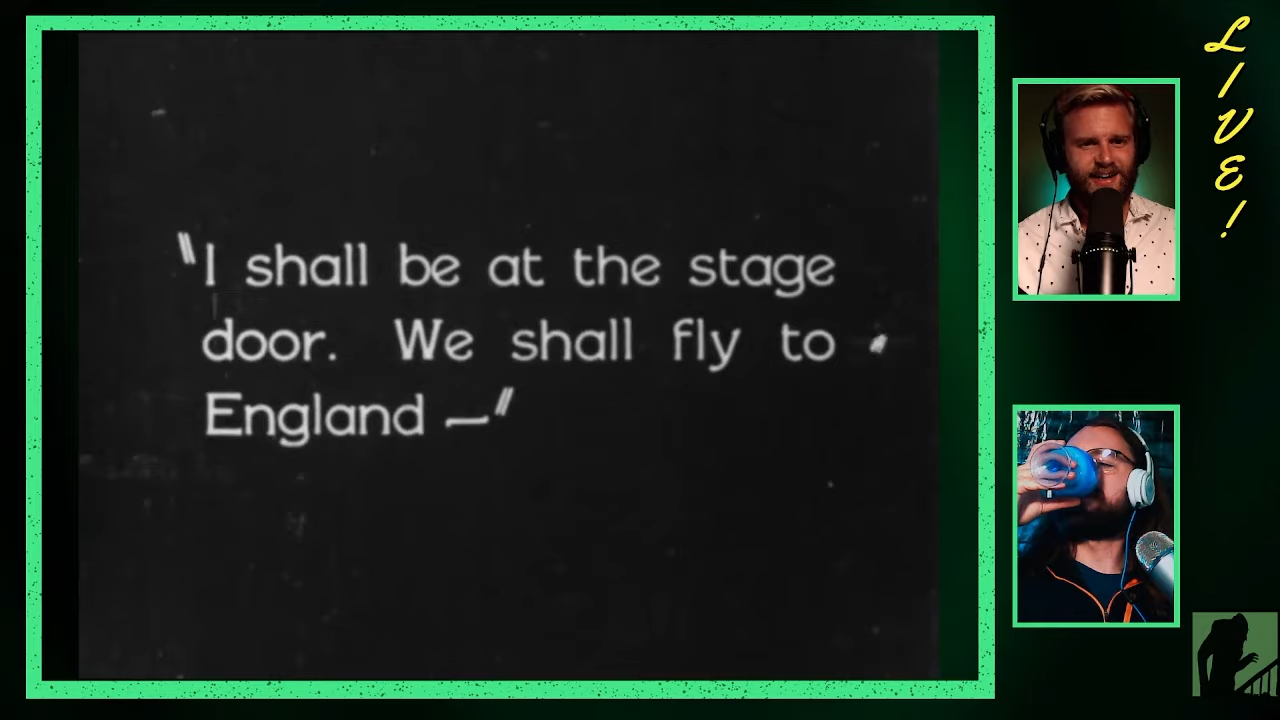 "I shall be at the stage
door. We shall fly to
England —"
LIVE!